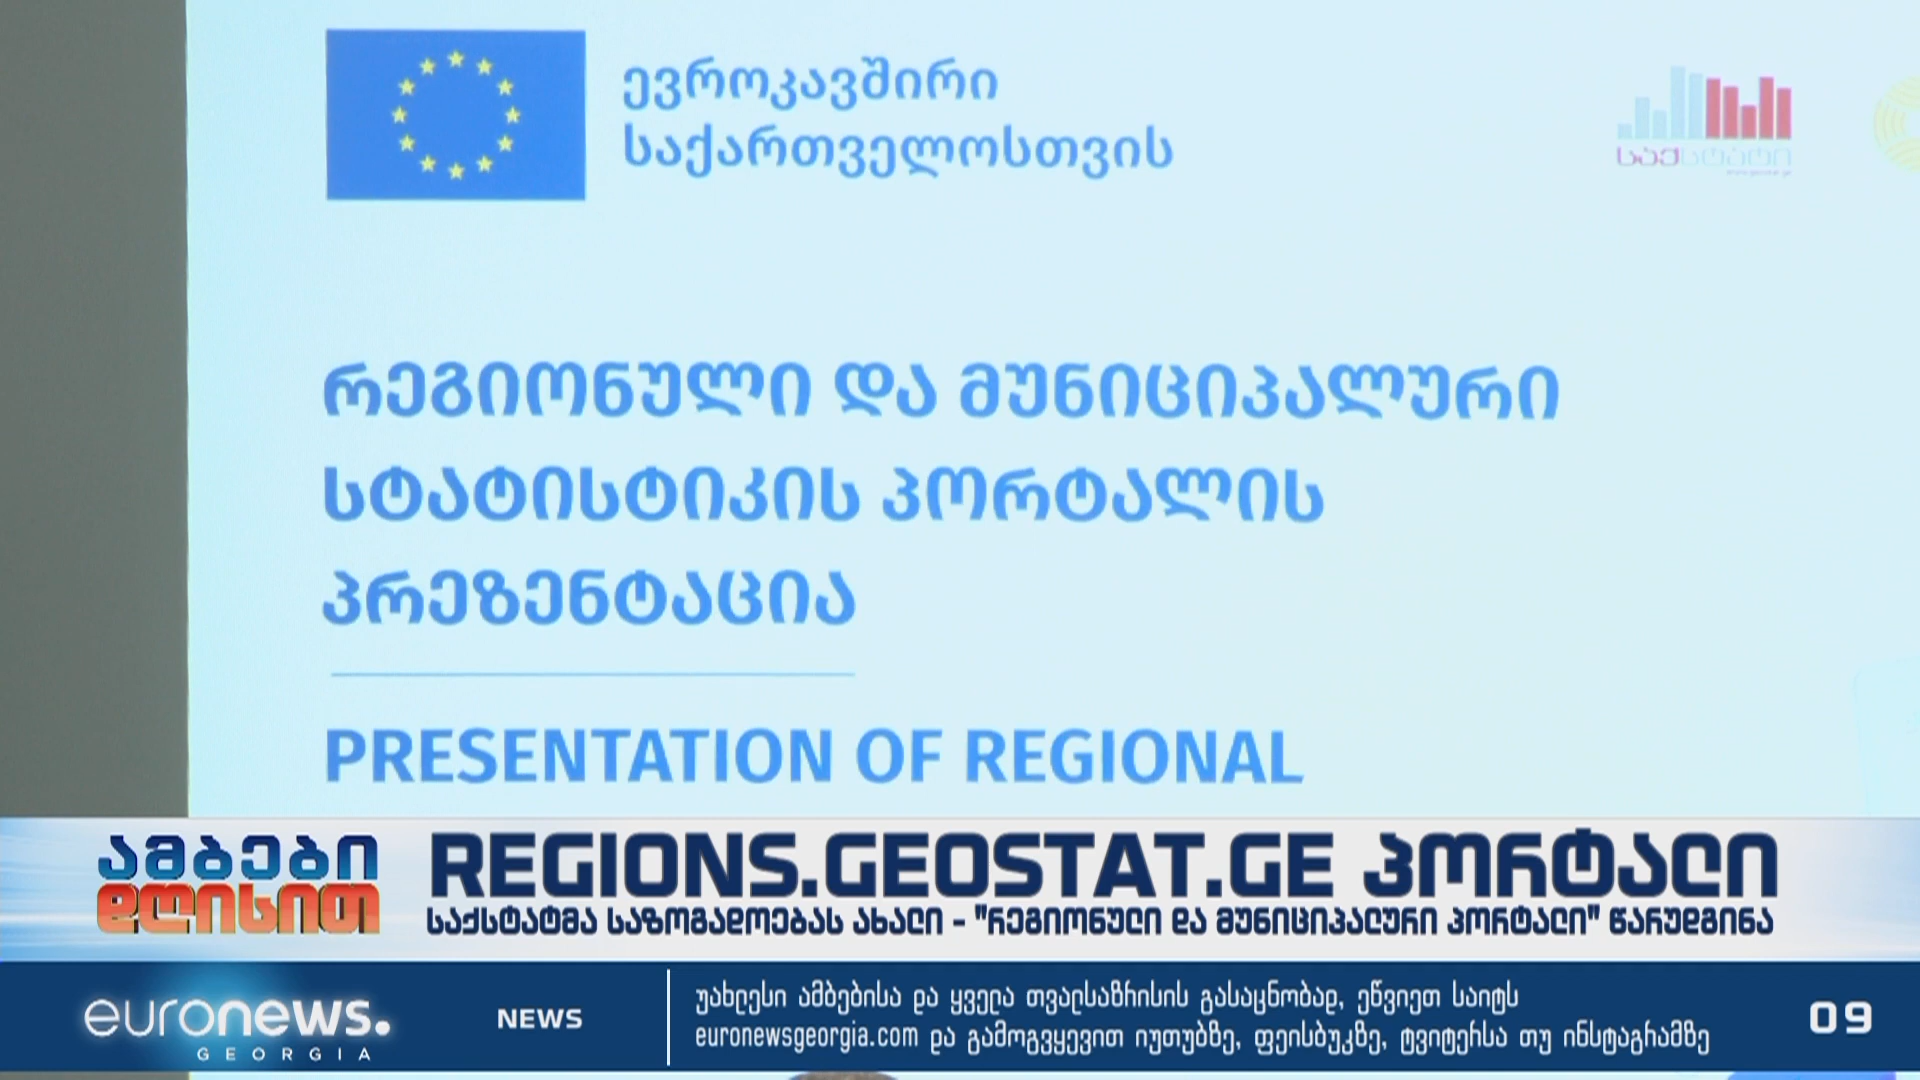 ევროკავშირი
საქართველოსთვის
საქსტატი
რეგიონული და მუნიციპალური
სტატისტიკის პორტალის
პრეზენტაცია
PRESENTATION OF REGIONAL
ამბები
დღისით
REGIONS.GEOSTAT.GE პორტალი
საქსტატმა საზოგადოებას ახალი - "რეგიონული და მუნიციპალური პორტალი" წარუდგინა
euronews.
GEORGIA
NEWS
უახლესი ამბებისა და ყველა თვალსაზრისის გასაცნობად, ეწვიეთ საიტს
euronewsgeorgia.com და გამოგვყევით იუთუბზე, ფეისბუკზე, ტვიტერსა თუ ინსტაგრამზე
09